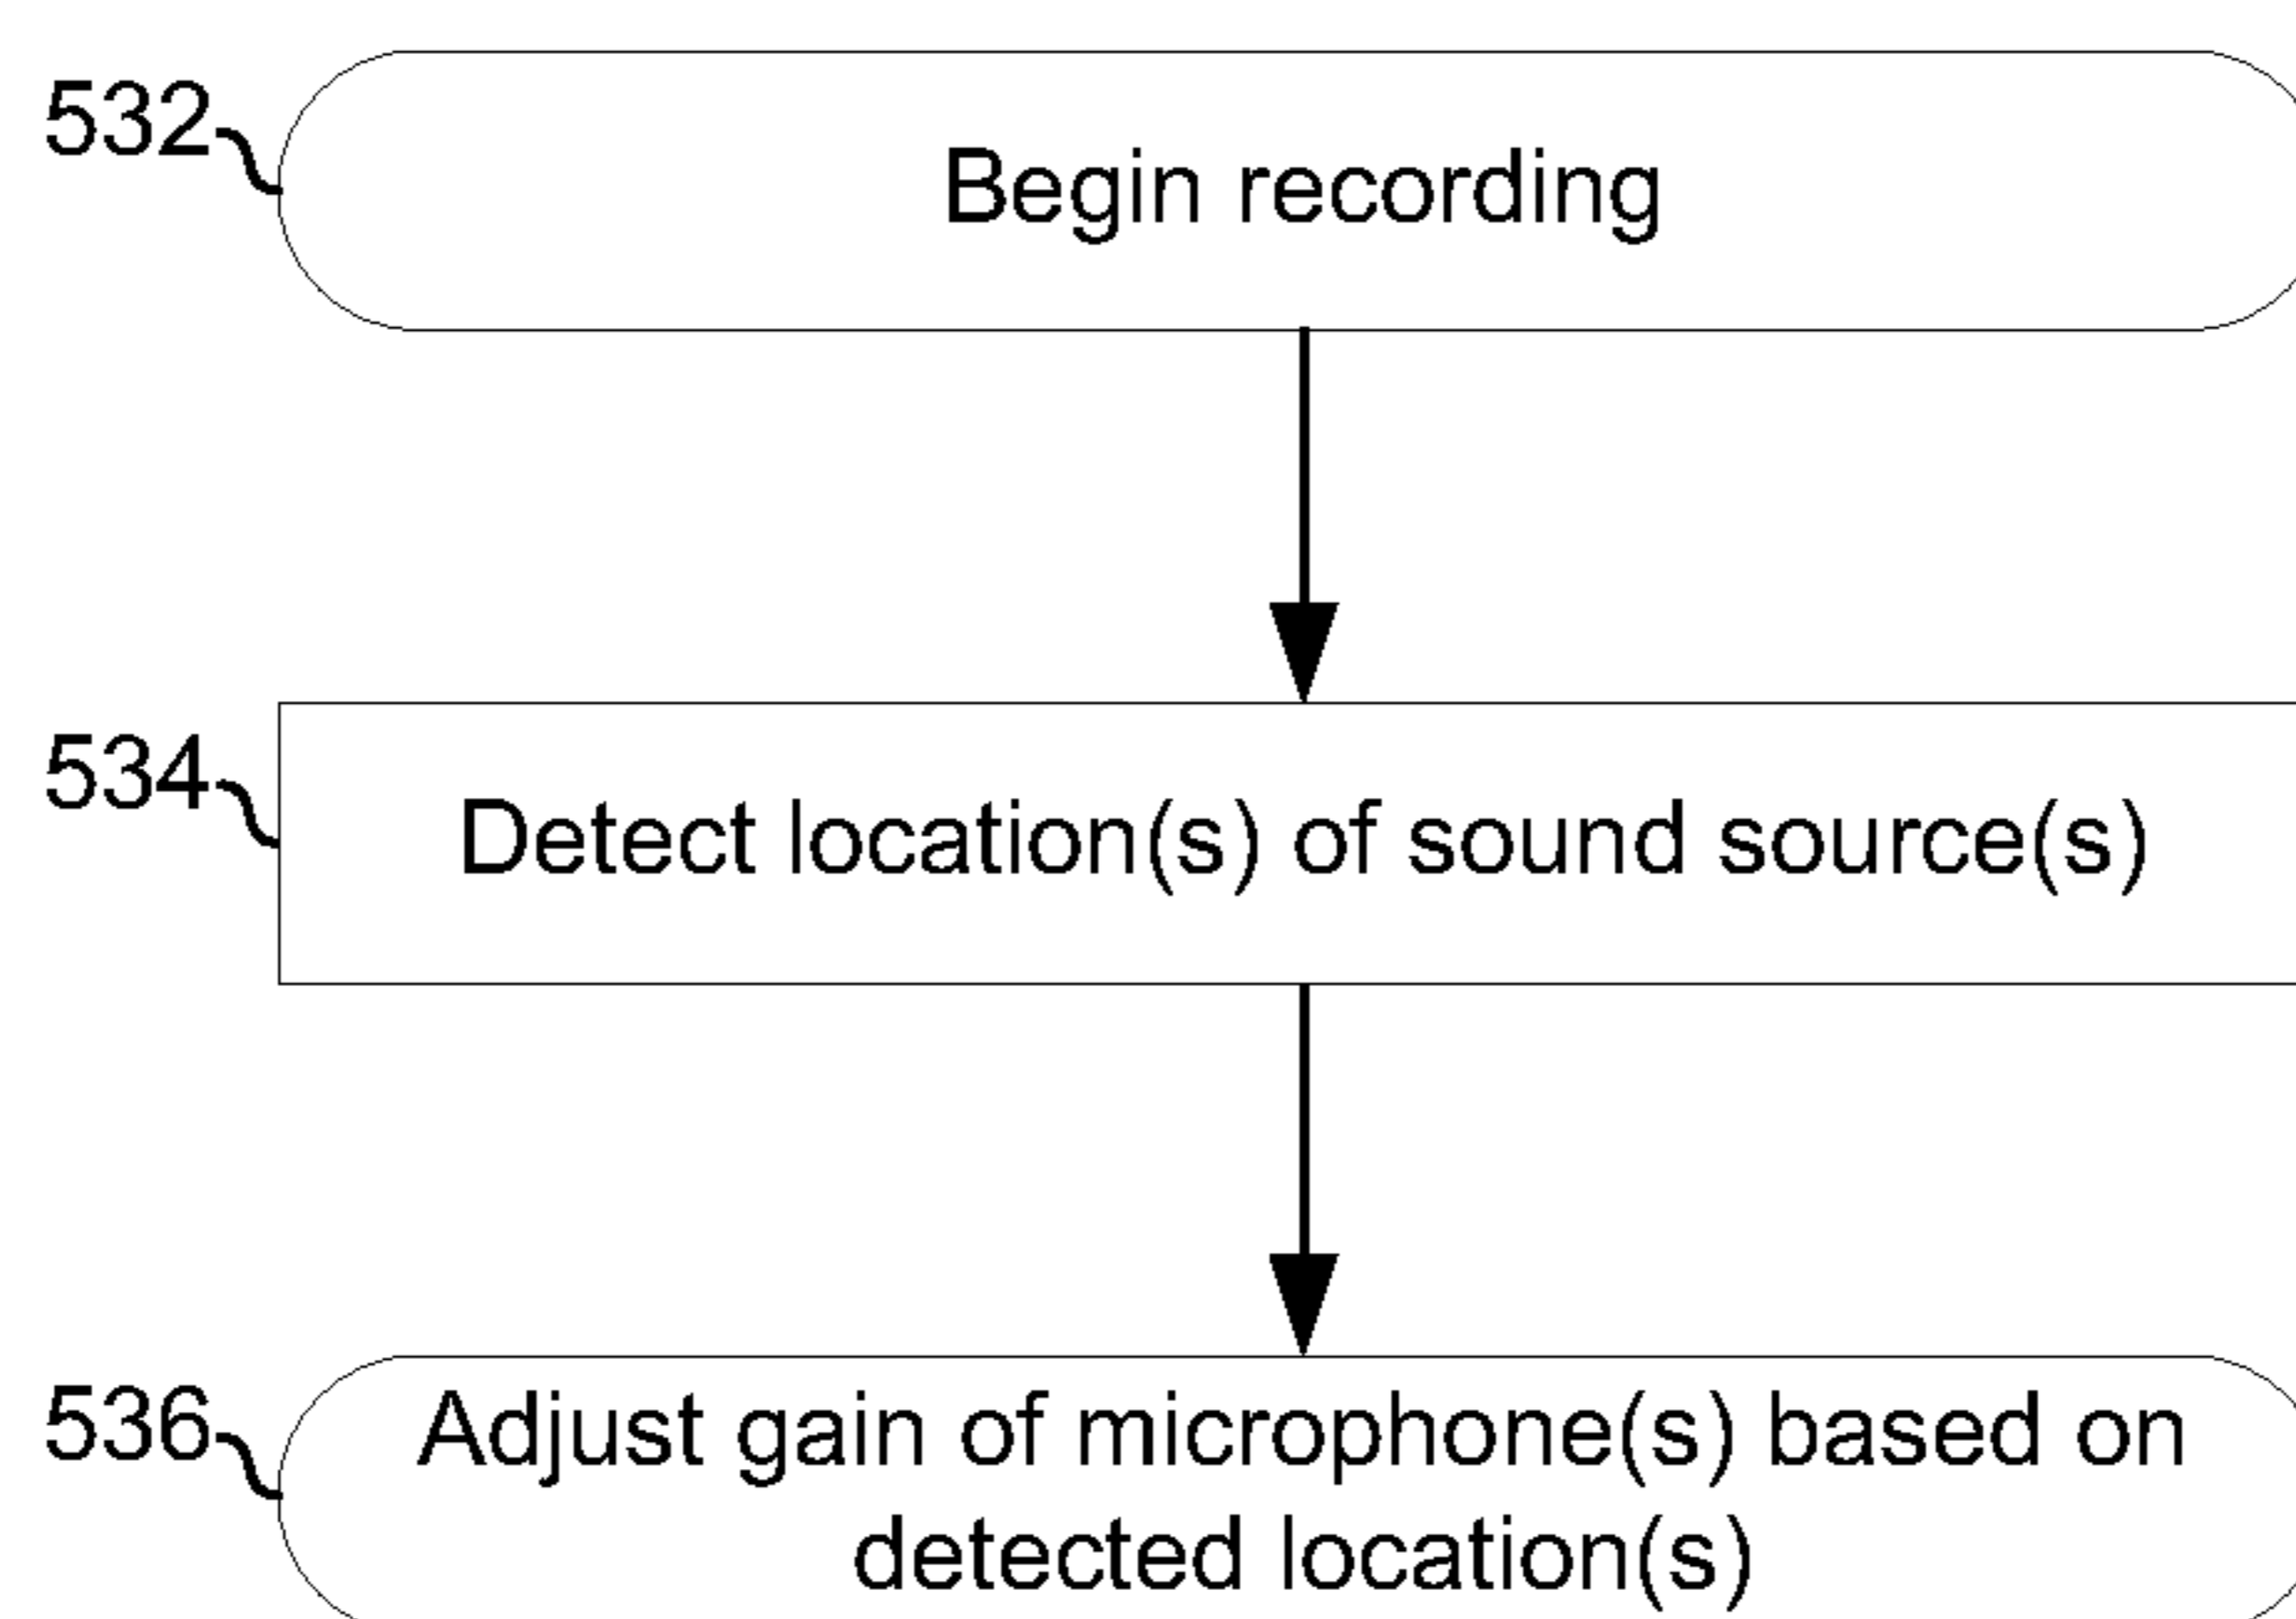 532
Begin recording
534
Detect location(s) of sound source(s)
536
Adjust gain of microphone(s) based on
detected location(s)